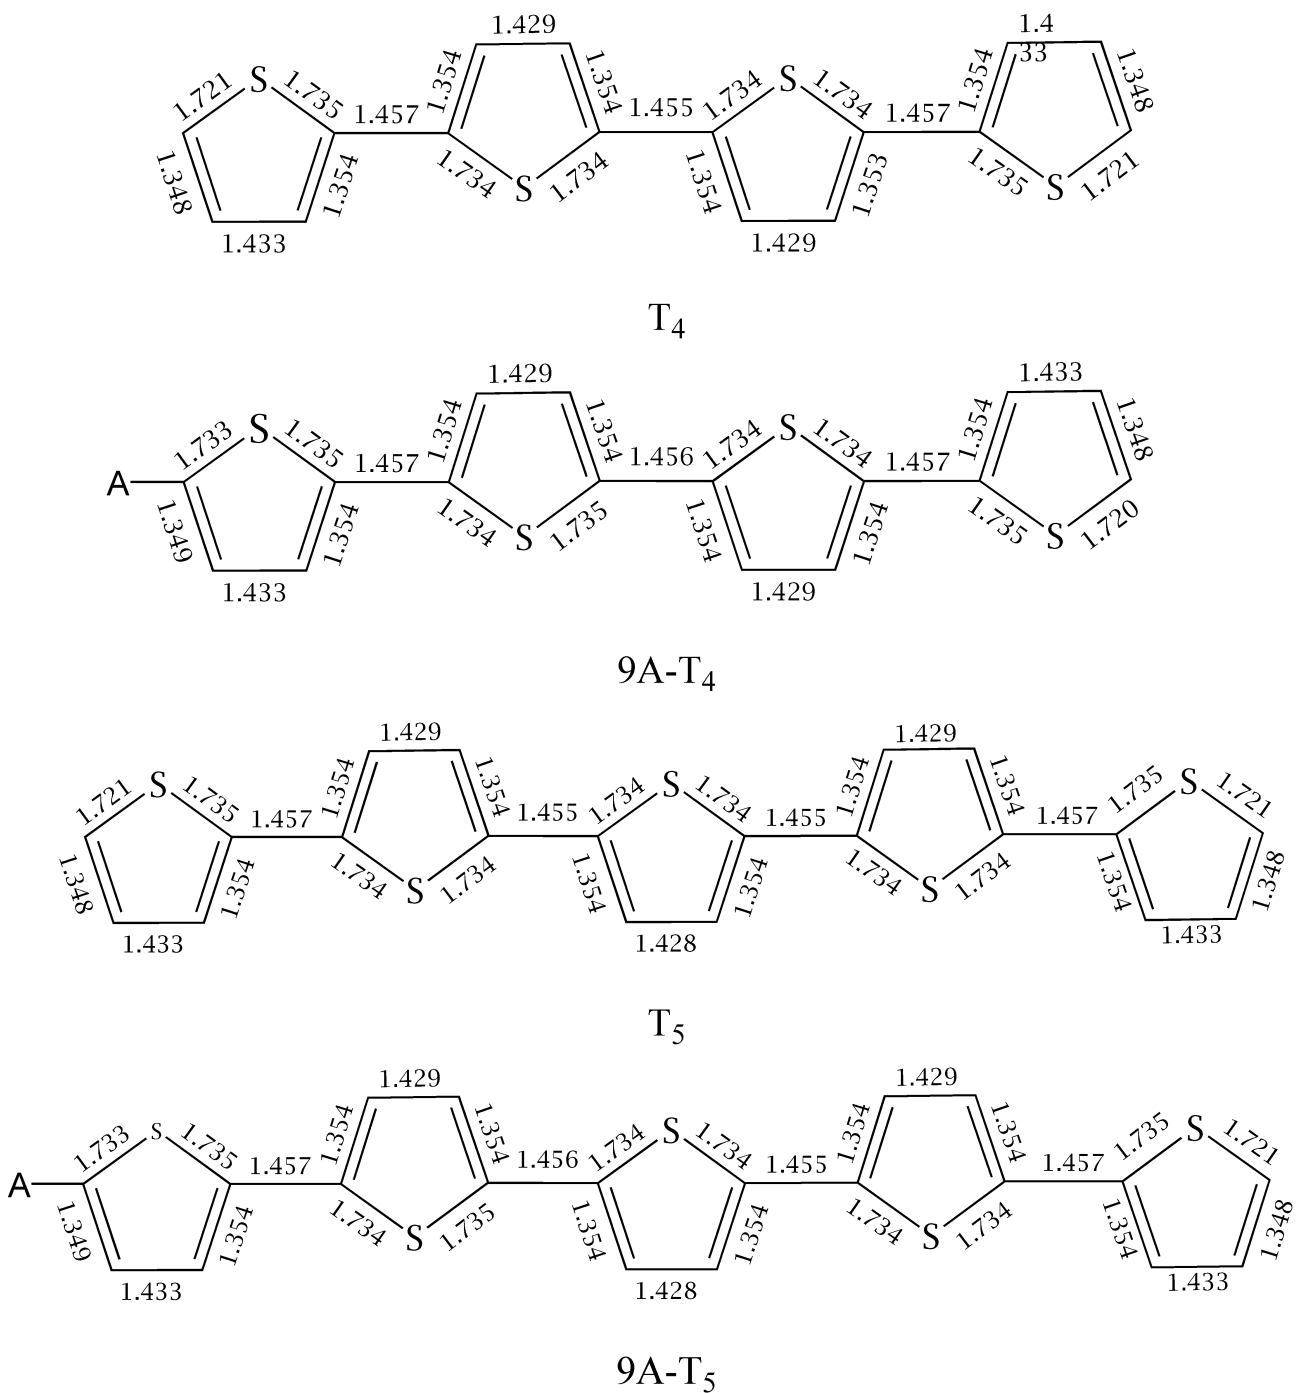 1.429
1.4
33
1.721 S 1.735 1.457 1.354 1.354 1.455 1.734 S 1.734 1.457 1.354 1.348
1.348 1.354 1.734 S 1.734 1.354 1.353 1.735 S 1.721
1.433 1.429
T4
1.429 1.433
1.733 S 1.735 1.457 1.354 1.354 1.456 1.734 S 1.734 1.457 1.354 1.348
A 1.349 1.354 1.734 S 1.735 1.354 1.354 1.735 S 1.720
1.433 1.429
9A-T4
1.429 1.429
1.721 S 1.735 1.457 1.354 1.354 1.455 1.734 S 1.734 1.455 1.354 1.354 1.457 1.735 S 1.721
1.348 1.354 1.734 S 1.734 1.354 1.354 1.734 S 1.734 1.354 1.348
1.433 1.428 1.433
T5
1.429 1.429
1.733 S 1.735 1.457 1.354 1.354 1.456 1.734 S 1.734 1.455 1.354 1.354 1.457 1.735 S 1.721
A 1.349 1.354 1.734 S 1.735 1.354 1.354 1.734 S 1.734 1.354 1.348
1.433 1.428 1.433
9A-T5